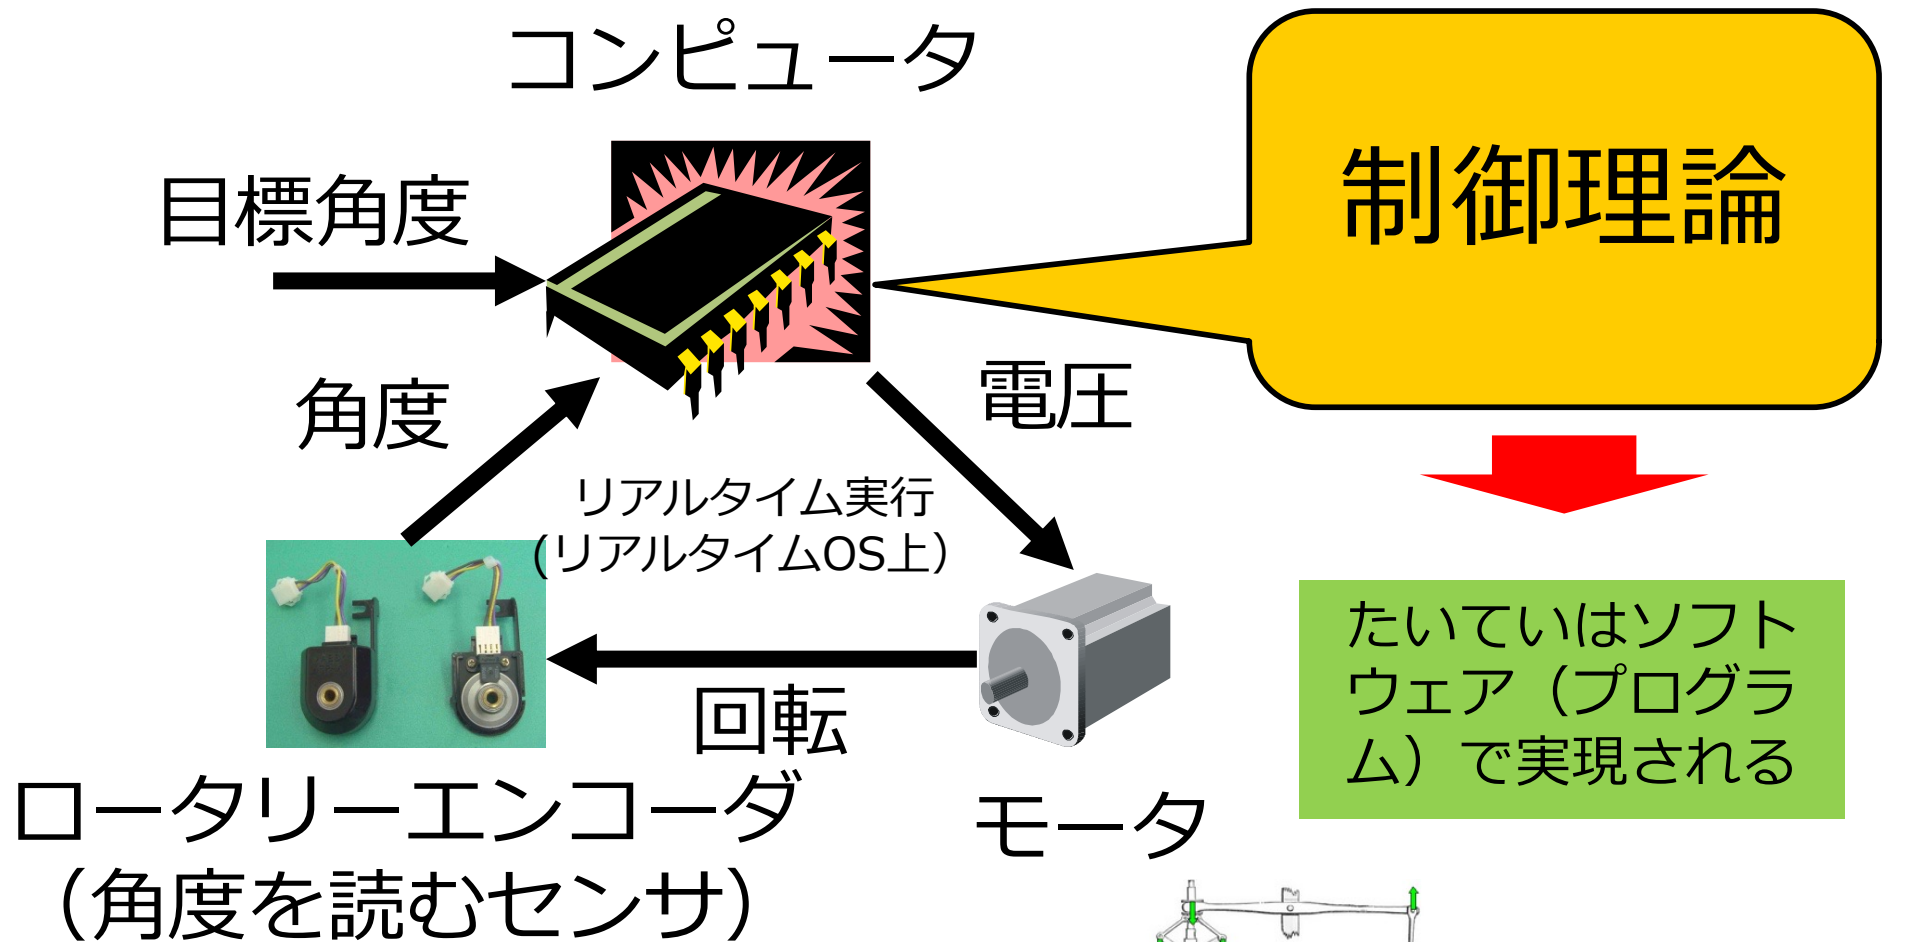 コンピュータ
制御理論
目標角度
角度
電圧
リアルタイム実行
(リアルタイムOS上）
たいていはソフト
ウェア（プログラ
ム）で実現される
回転
ロータリーエンコーダ
（角度を読むセンサ）
モータ